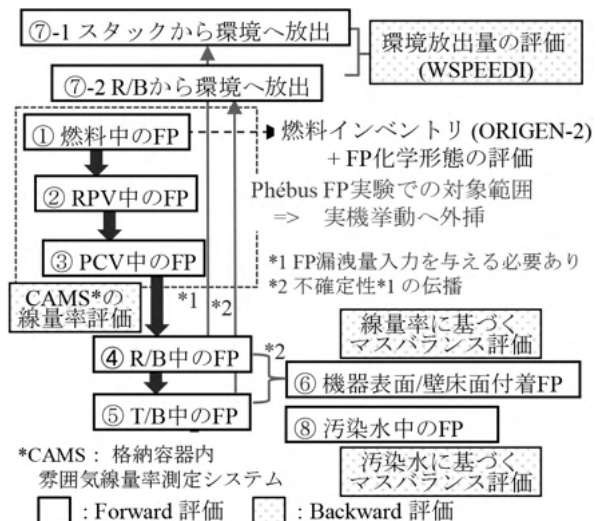 ⑦-1 スタックから環境へ放出
環境放出量の評価
(WSPEEDI)
⑦-2 R/Bから環境へ放出
① 燃料中のFP
燃料インベントリ (ORIGEN-2)
+ FP化学形態の評価
② RPV中のFP
Phébus FP実験での対象範囲
=> 実機挙動へ外挿
③ PCV中のFP
*1 FP漏洩量入力を与える必要あり
*2 不確定性*1 の伝播
CAMS*の
線量率評価
*1
*2
線量率に基づく
マスバランス評価
④ R/B中のFP
*2
⑥ 機器表面/壁床面付着FP
⑤ T/B中のFP
⑧ 汚染水中のFP
*CAMS： 格納容器内
雰囲気線量率測定システム
汚染水に基づく
マスバランス評価
: Forward 評価
: Backward 評価